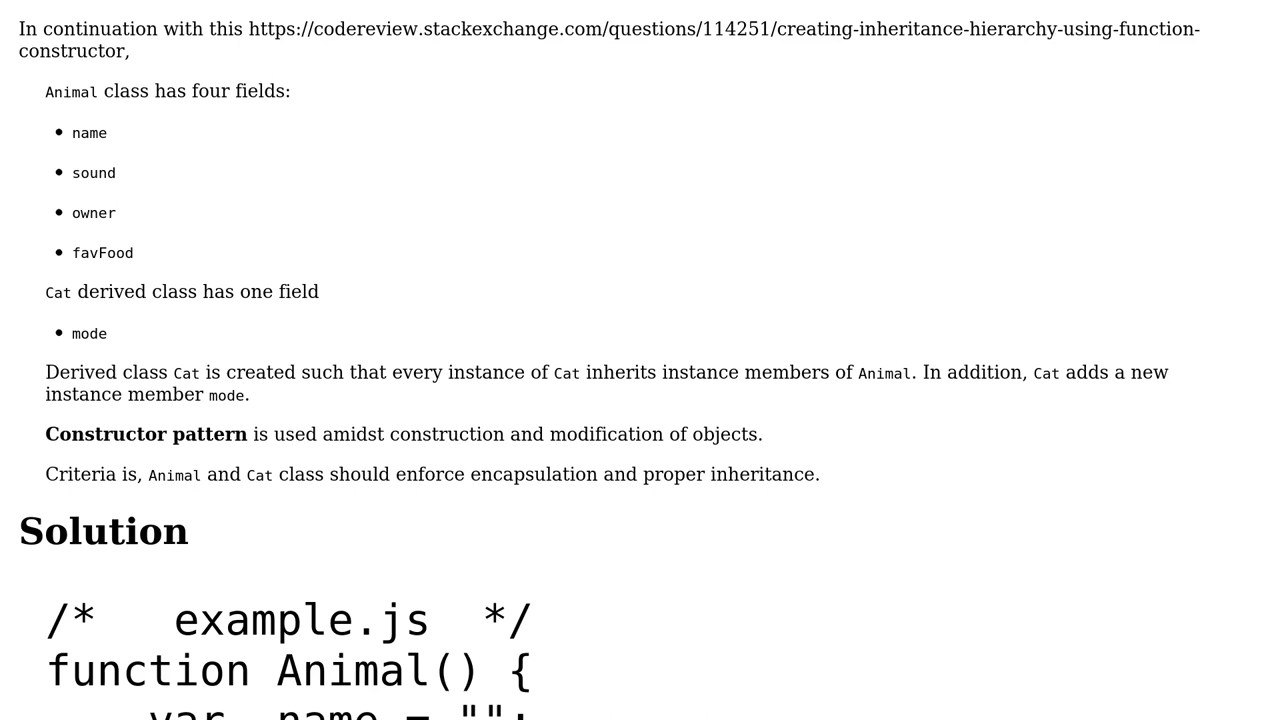 In continuation with this https://codereview.stackexchange.com/questions/114251/creating-inheritance-hierarchy-using-function-
constructor,
Animal class has four fields:
• name
• sound
• owner
• favFood
Cat derived class has one field
• mode
Derived class Cat is created such that every instance of Cat inherits instance members of Animal. In addition, Cat adds a new
instance member mode.
Constructor pattern is used amidst construction and modification of objects.
Criteria is, Animal and Cat class should enforce encapsulation and proper inheritance.
Solution
/*   example.js  */
function Animal() {
var _name = "";